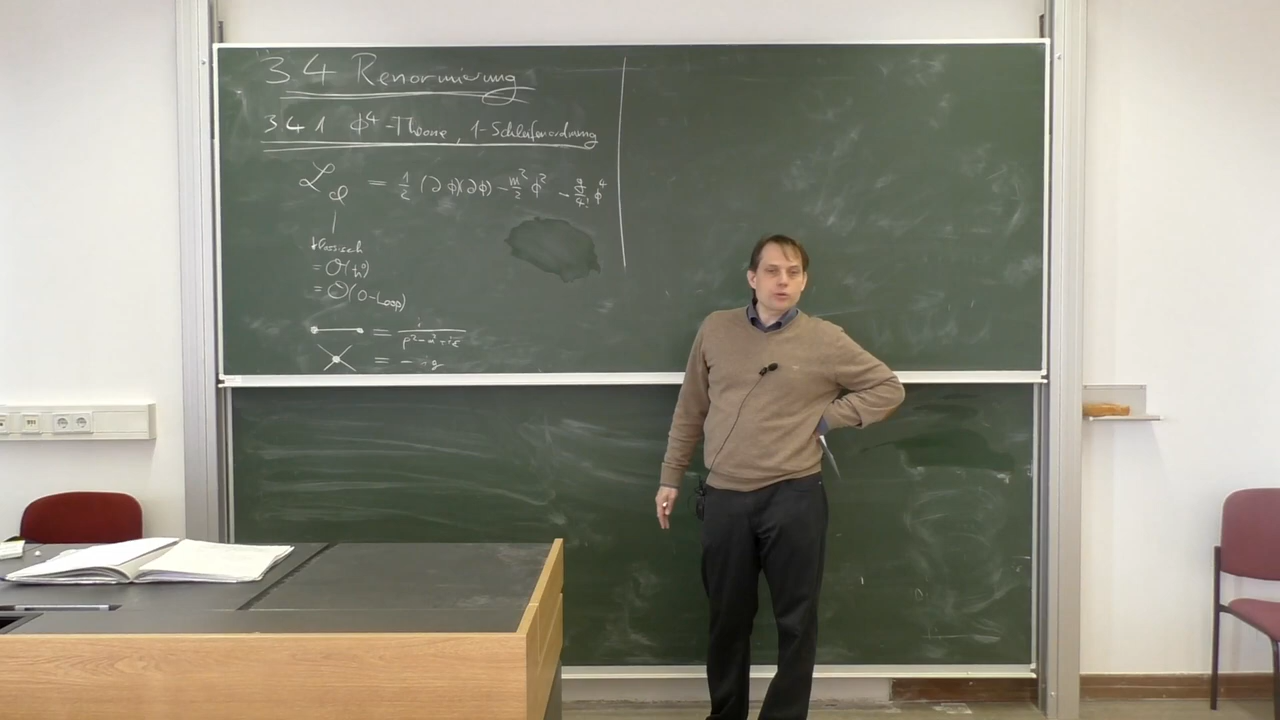 3.4 Renormierung
3.4.1 ϕ⁴-Theorie, 1-Schleifenordnung
ℒ_cl = 1/2 (∂ϕ)(∂ϕ) - m²/2 ϕ² - g/4! ϕ⁴
klassisch
= O(ħ⁰)
= O(0-Loop)
= i / (p² - m² + iε)
= -ig